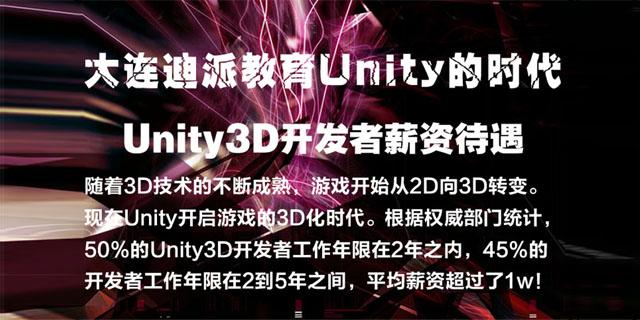 大连迪派教育Unity的时代
Unity3D开发者薪资待遇
随着3D技术的不断成熟，游戏开始从2D向3D转变。
现在Unity开启游戏的3D化时代。根据权威部门统计，
50%的Unity3D开发者工作年限在2年之内，45%的
开发者工作年限在2到5年之间，平均薪资超过了1w！